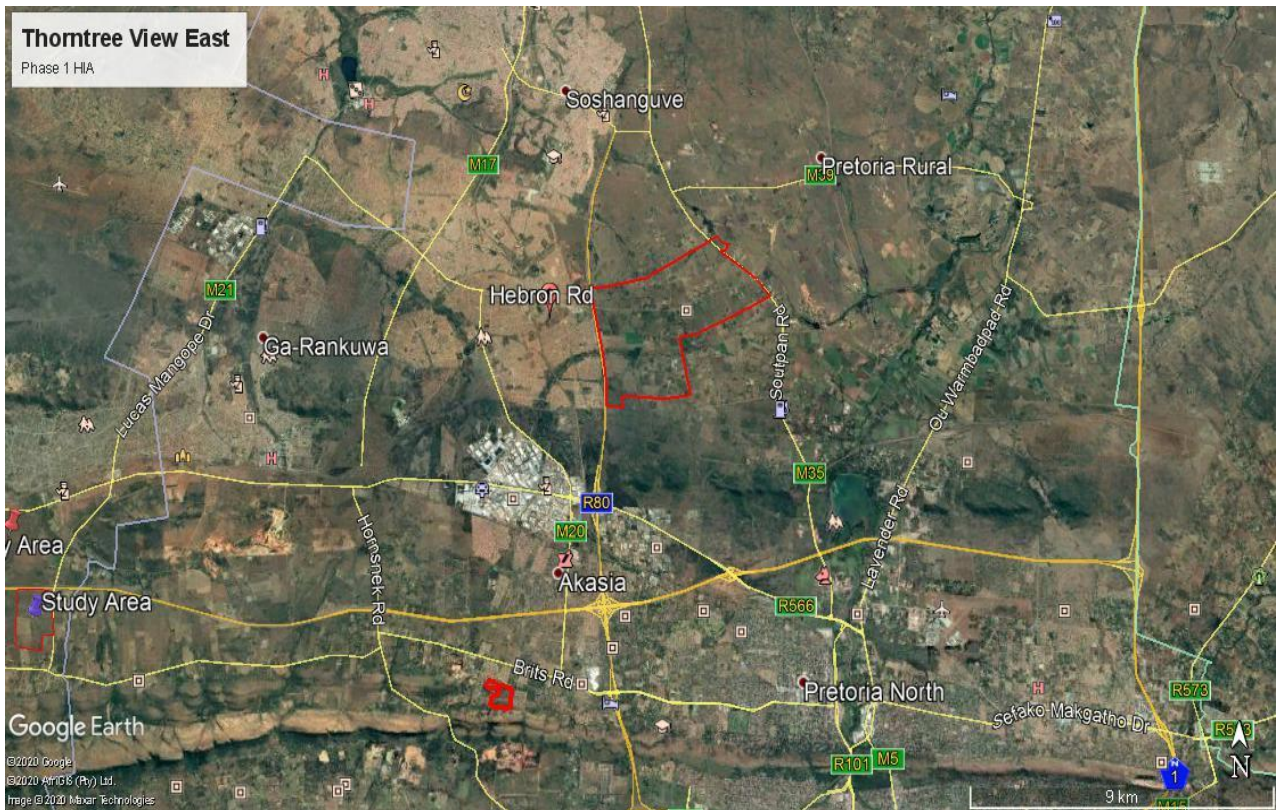 Thorntree View East
Phase 1 HIA
Soshanguve
M17
Pretoria Rural
M39
M21
Hebron Rd
Ga-Rankuwa
Lucas Mangope Dr
Soutpan Rd
Ou Warmbadpad Rd
M35
R80
M20
Hornsnek Rd
y Area
Lavender Rd
Akasia
Study Area
R566
Brits Rd
Pretoria North
R573
Sefako Makgatho Dr
Google Earth
R101
M5
N
1
©2020 Google
©2020 AfriGIS (Pty) Ltd.
Image ©2020 Maxar Technologies
9 km